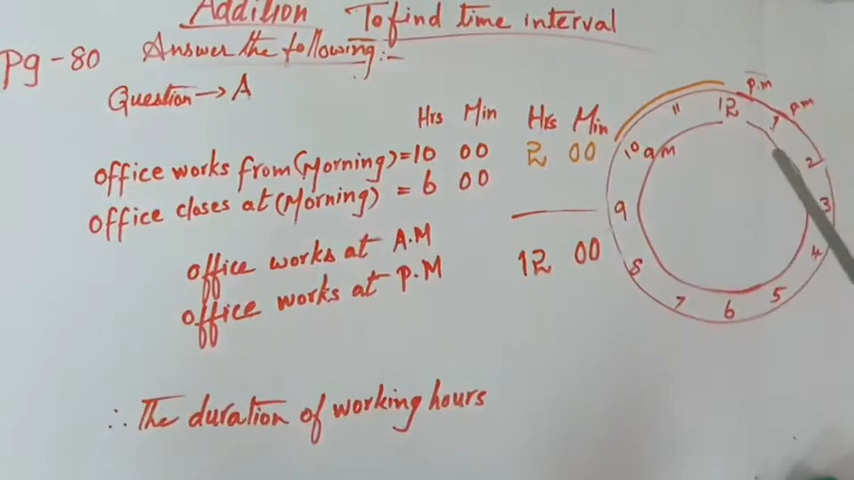 Addition To find time interval
Pg - 80 Answer the following :-
Question → A
Hrs Min Hrs Min
office works from (Morning) = 10 00 2 00
office closes at (Morning) = 6 00
office works at A.M
office works at P.M 12 00
∴ The duration of working hours
p.m
pm
12
11
1
10 am
2
9
3
8
4
7
6
5